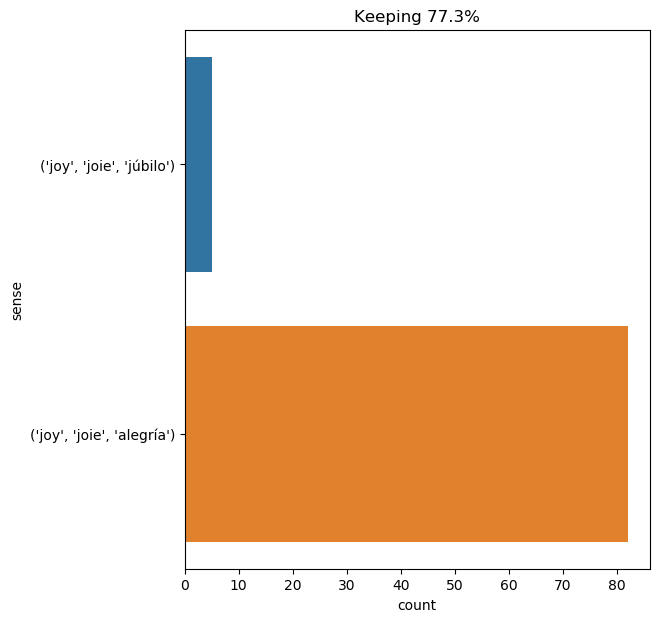 Keeping 77.3%
('joy', 'joie', 'júbilo')
sense
('joy', 'joie', 'alegría')
0 10 20 30 40 50 60 70 80
count